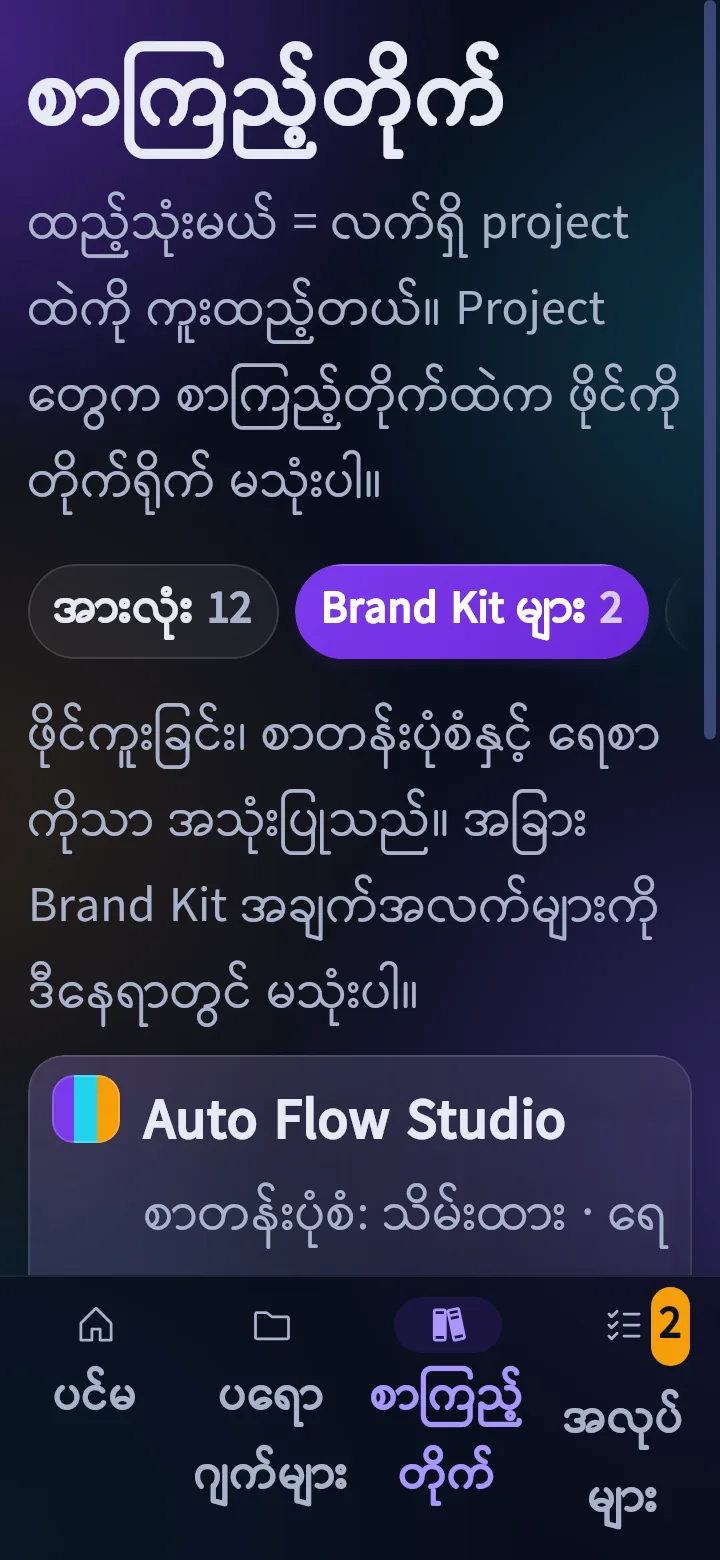 စာကြည့်တိုက်
ထည့်သုံးမယ် = လက်ရှိ project
ထဲကို ကူးထည့်တယ်။ Project
တွေက စာကြည့်တိုက်ထဲက ဖိုင်ကို
တိုက်ရိုက် မသုံးပါ။
အားလုံး 12
Brand Kit များ 2
ဖိုင်ကူးခြင်း၊ စာတန်းပုံစံနှင့် ရေစာ
ကိုသာ အသုံးပြုသည်။ အခြား
Brand Kit အချက်အလက်များကို
ဒီနေရာတွင် မသုံးပါ။
Auto Flow Studio
စာတန်းပုံစံ: သိမ်းထား · ရေ
2
ပင်မ
ပရော
ဂျက်များ
စာကြည့်
တိုက်
အလုပ်
များ